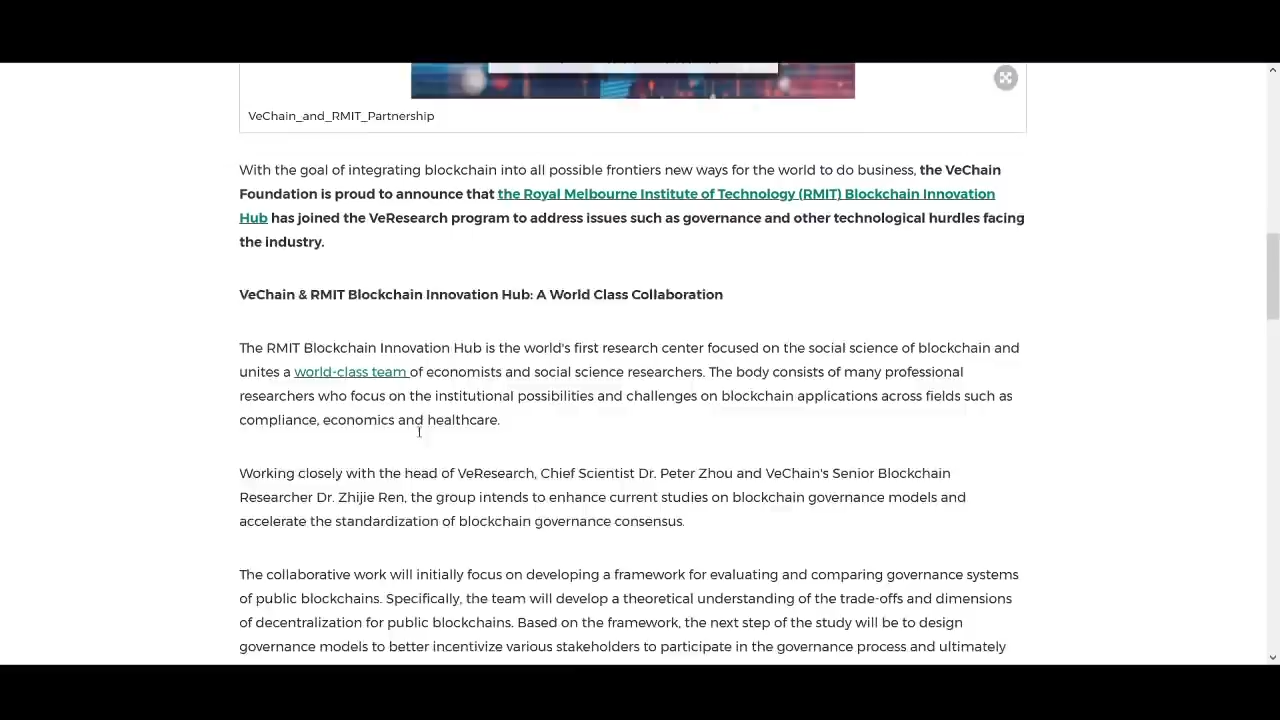 VeChain_and_RMIT_Partnership
With the goal of integrating blockchain into all possible frontiers new ways for the world to do business, the VeChain
Foundation is proud to announce that the Royal Melbourne Institute of Technology (RMIT) Blockchain Innovation
Hub has joined the VeResearch program to address issues such as governance and other technological hurdles facing
the industry.
VeChain & RMIT Blockchain Innovation Hub: A World Class Collaboration
The RMIT Blockchain Innovation Hub is the world's first research center focused on the social science of blockchain and
unites a world-class team of economists and social science researchers. The body consists of many professional
researchers who focus on the institutional possibilities and challenges on blockchain applications across fields such as
compliance, economics and healthcare.
Working closely with the head of VeResearch, Chief Scientist Dr. Peter Zhou and VeChain's Senior Blockchain
Researcher Dr. Zhijie Ren, the group intends to enhance current studies on blockchain governance models and
accelerate the standardization of blockchain governance consensus.
The collaborative work will initially focus on developing a framework for evaluating and comparing governance systems
of public blockchains. Specifically, the team will develop a theoretical understanding of the trade-offs and dimensions
of decentralization for public blockchains. Based on the framework, the next step of the study will be to design
governance models to better incentivize various stakeholders to participate in the governance process and ultimately